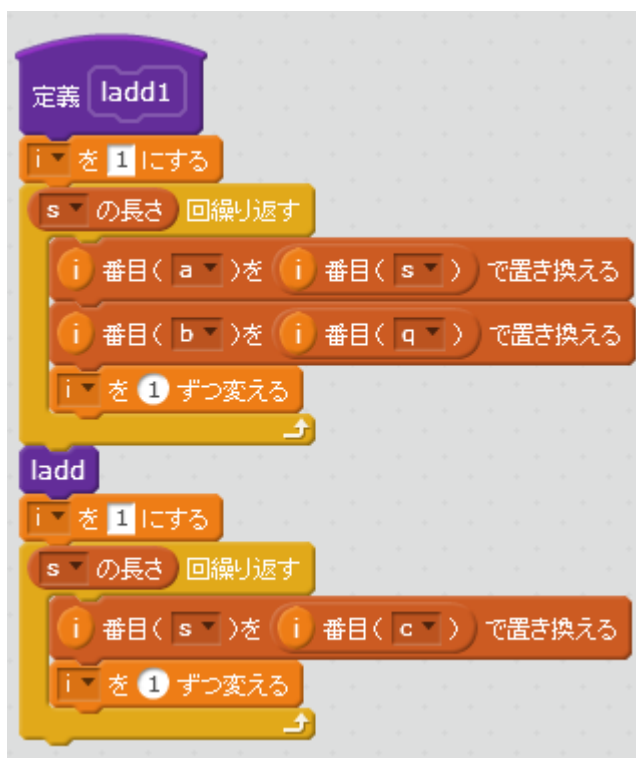 定義 ladd1
i を 1 にする
s の長さ 回繰り返す
i 番目( a )を i 番目( s ) で置き換える
i 番目( b )を i 番目( q ) で置き換える
i を 1 ずつ変える
ladd
i を 1 にする
s の長さ 回繰り返す
i 番目( s )を i 番目( c ) で置き換える
i を 1 ずつ変える